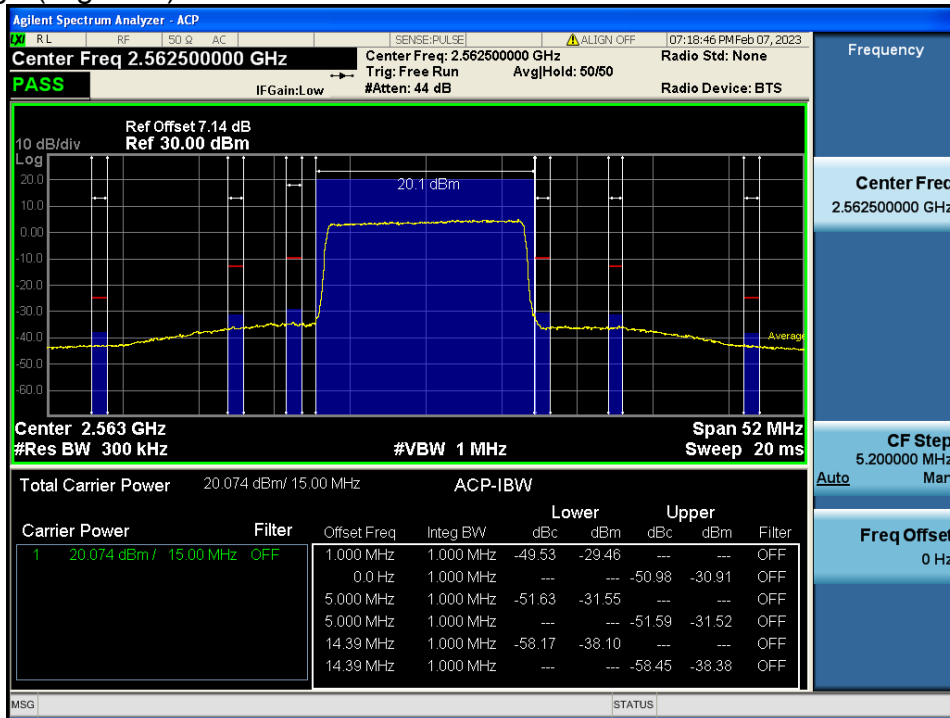 Agilent Spectrum Analyzer - ACP
LXI RL RF 50 Ω AC SENSE:PULSE ALIGN OFF 07:18:46 PM Feb 07, 2023
Center Freq 2.562500000 GHz Center Freq: 2.562500000 GHz Radio Std: None
Trig: Free Run Avg|Hold: 50/50
PASS IFGain:Low #Atten: 44 dB Radio Device: BTS
Ref Offset 7.14 dB
10 dB/div Ref 30.00 dBm
Log
20.0
20.1 dBm
10.0
0.00
-10.0
-20.0
-30.0
-40.0
Average
-50.0
-60.0
Center 2.563 GHz Span 52 MHz
#Res BW 300 kHz #VBW 1 MHz Sweep 20 ms
Total Carrier Power 20.074 dBm/ 15.00 MHz ACP-IBW
Lower Upper
Carrier Power Filter Offset Freq Integ BW dBc dBm dBc dBm Filter
1 20.074 dBm / 15.00 MHz OFF 1.000 MHz 1.000 MHz -49.53 -29.46 --- --- OFF
0.0 Hz 1.000 MHz --- --- -50.98 -30.91 OFF
5.000 MHz 1.000 MHz -51.63 -31.55 --- --- OFF
5.000 MHz 1.000 MHz --- --- -51.59 -31.52 OFF
14.39 MHz 1.000 MHz -58.17 -38.10 --- --- OFF
14.39 MHz 1.000 MHz --- --- -58.45 -38.38 OFF
MSG STATUS
Frequency
Center Freq
2.562500000 GHz
CF Step
5.200000 MHz
Auto Man
Freq Offset
0 Hz